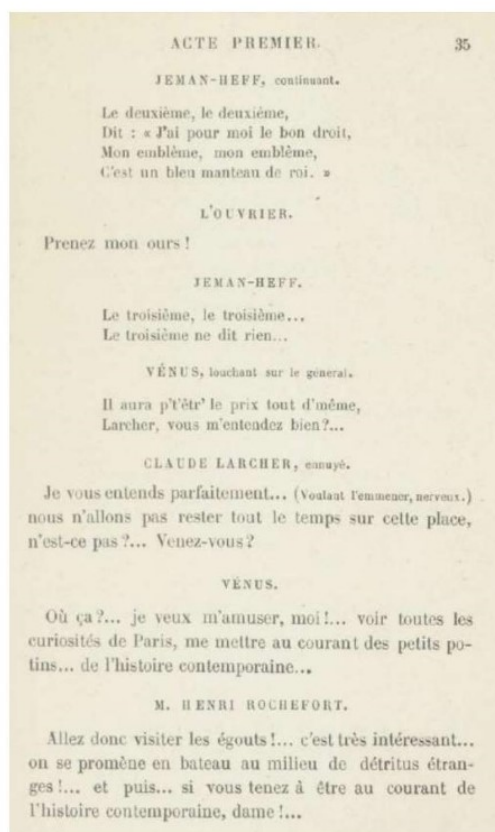 ACTE PREMIER. 35
JEMAN-HEFF, continuant.
Le deuxième, le deuxième,
Dit : « J'ai pour moi le bon droit,
Mon emblème, mon emblème,
C'est un bleu manteau de roi. »
L'OUVRIER.
Prenez mon ours !
JEMAN-HEFF.
Le troisième, le troisième...
Le troisième ne dit rien...
VÉNUS, louchant sur le général.
Il aura p't'êtr' le prix tout d'même,
Larcher, vous m'entendez bien?...
CLAUDE LARCHER, ennuyé.
Je vous entends parfaitement... (Voulant l'emmener, nerveux.)
nous n'allons pas rester tout le temps sur cette place,
n'est-ce pas?... Venez-vous?
VÉNUS.
Où ça?... je veux m'amuser, moi!... voir toutes les
curiosités de Paris, me mettre au courant des petits po-
tins... de l'histoire contemporaine...
M. HENRI ROCHEFORT.
Allez donc visiter les égouts!... c'est très intéressant...
on se promène en bateau au milieu de détritus étran-
ges!... et puis... si vous tenez à être au courant de
l'histoire contemporaine, dame!...